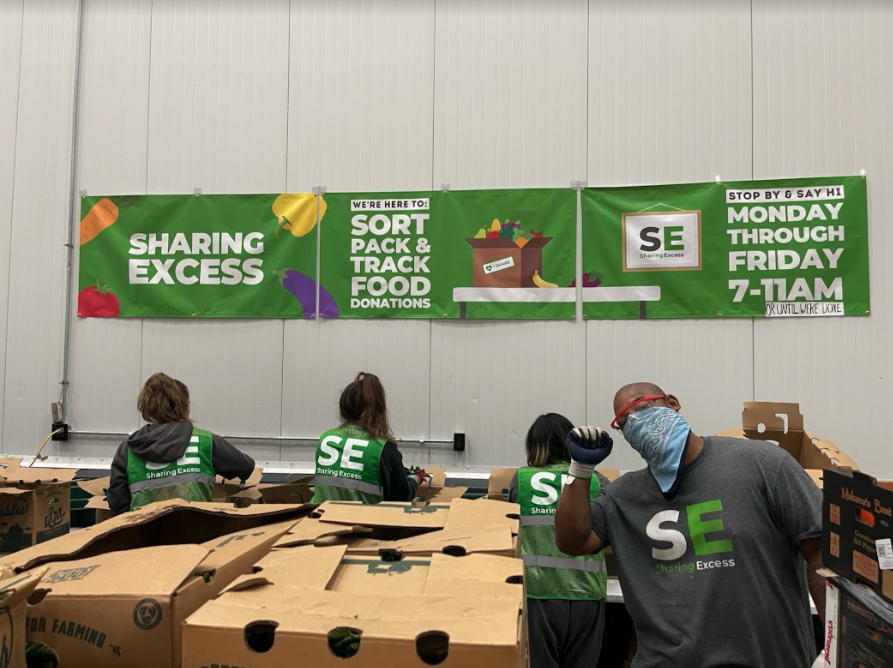 SHARING
EXCESS
WE'RE HERE TO:
SORT
PACK &
TRACK
FOOD
DONATIONS
SE
Sharing Excess
STOP BY & SAY HI
MONDAY
THROUGH
FRIDAY
7-11AM
OR UNTIL WE'RE DONE
SE
Sharing Excess
SE
Sharing Excess
SE
Sharing Excess
SE
Sharing Excess
FOR FARMING